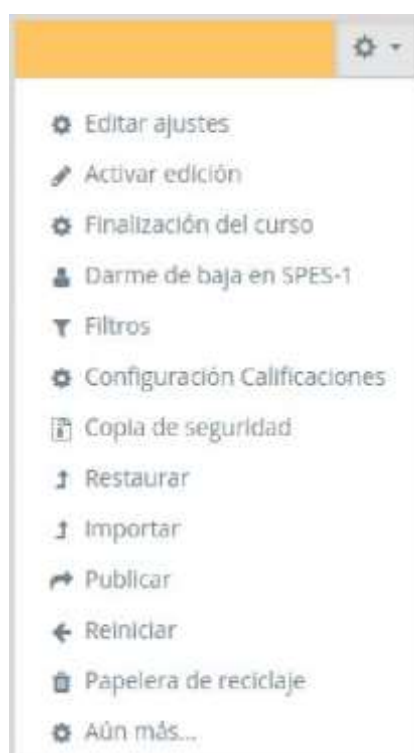 Editar ajustes
Activar edición
Finalización del curso
Darme de baja en SPES-1
Filtros
Configuración Calificaciones
Copia de seguridad
Restaurar
Importar
Publicar
Reiniciar
Papelera de reciclaje
Aún más...